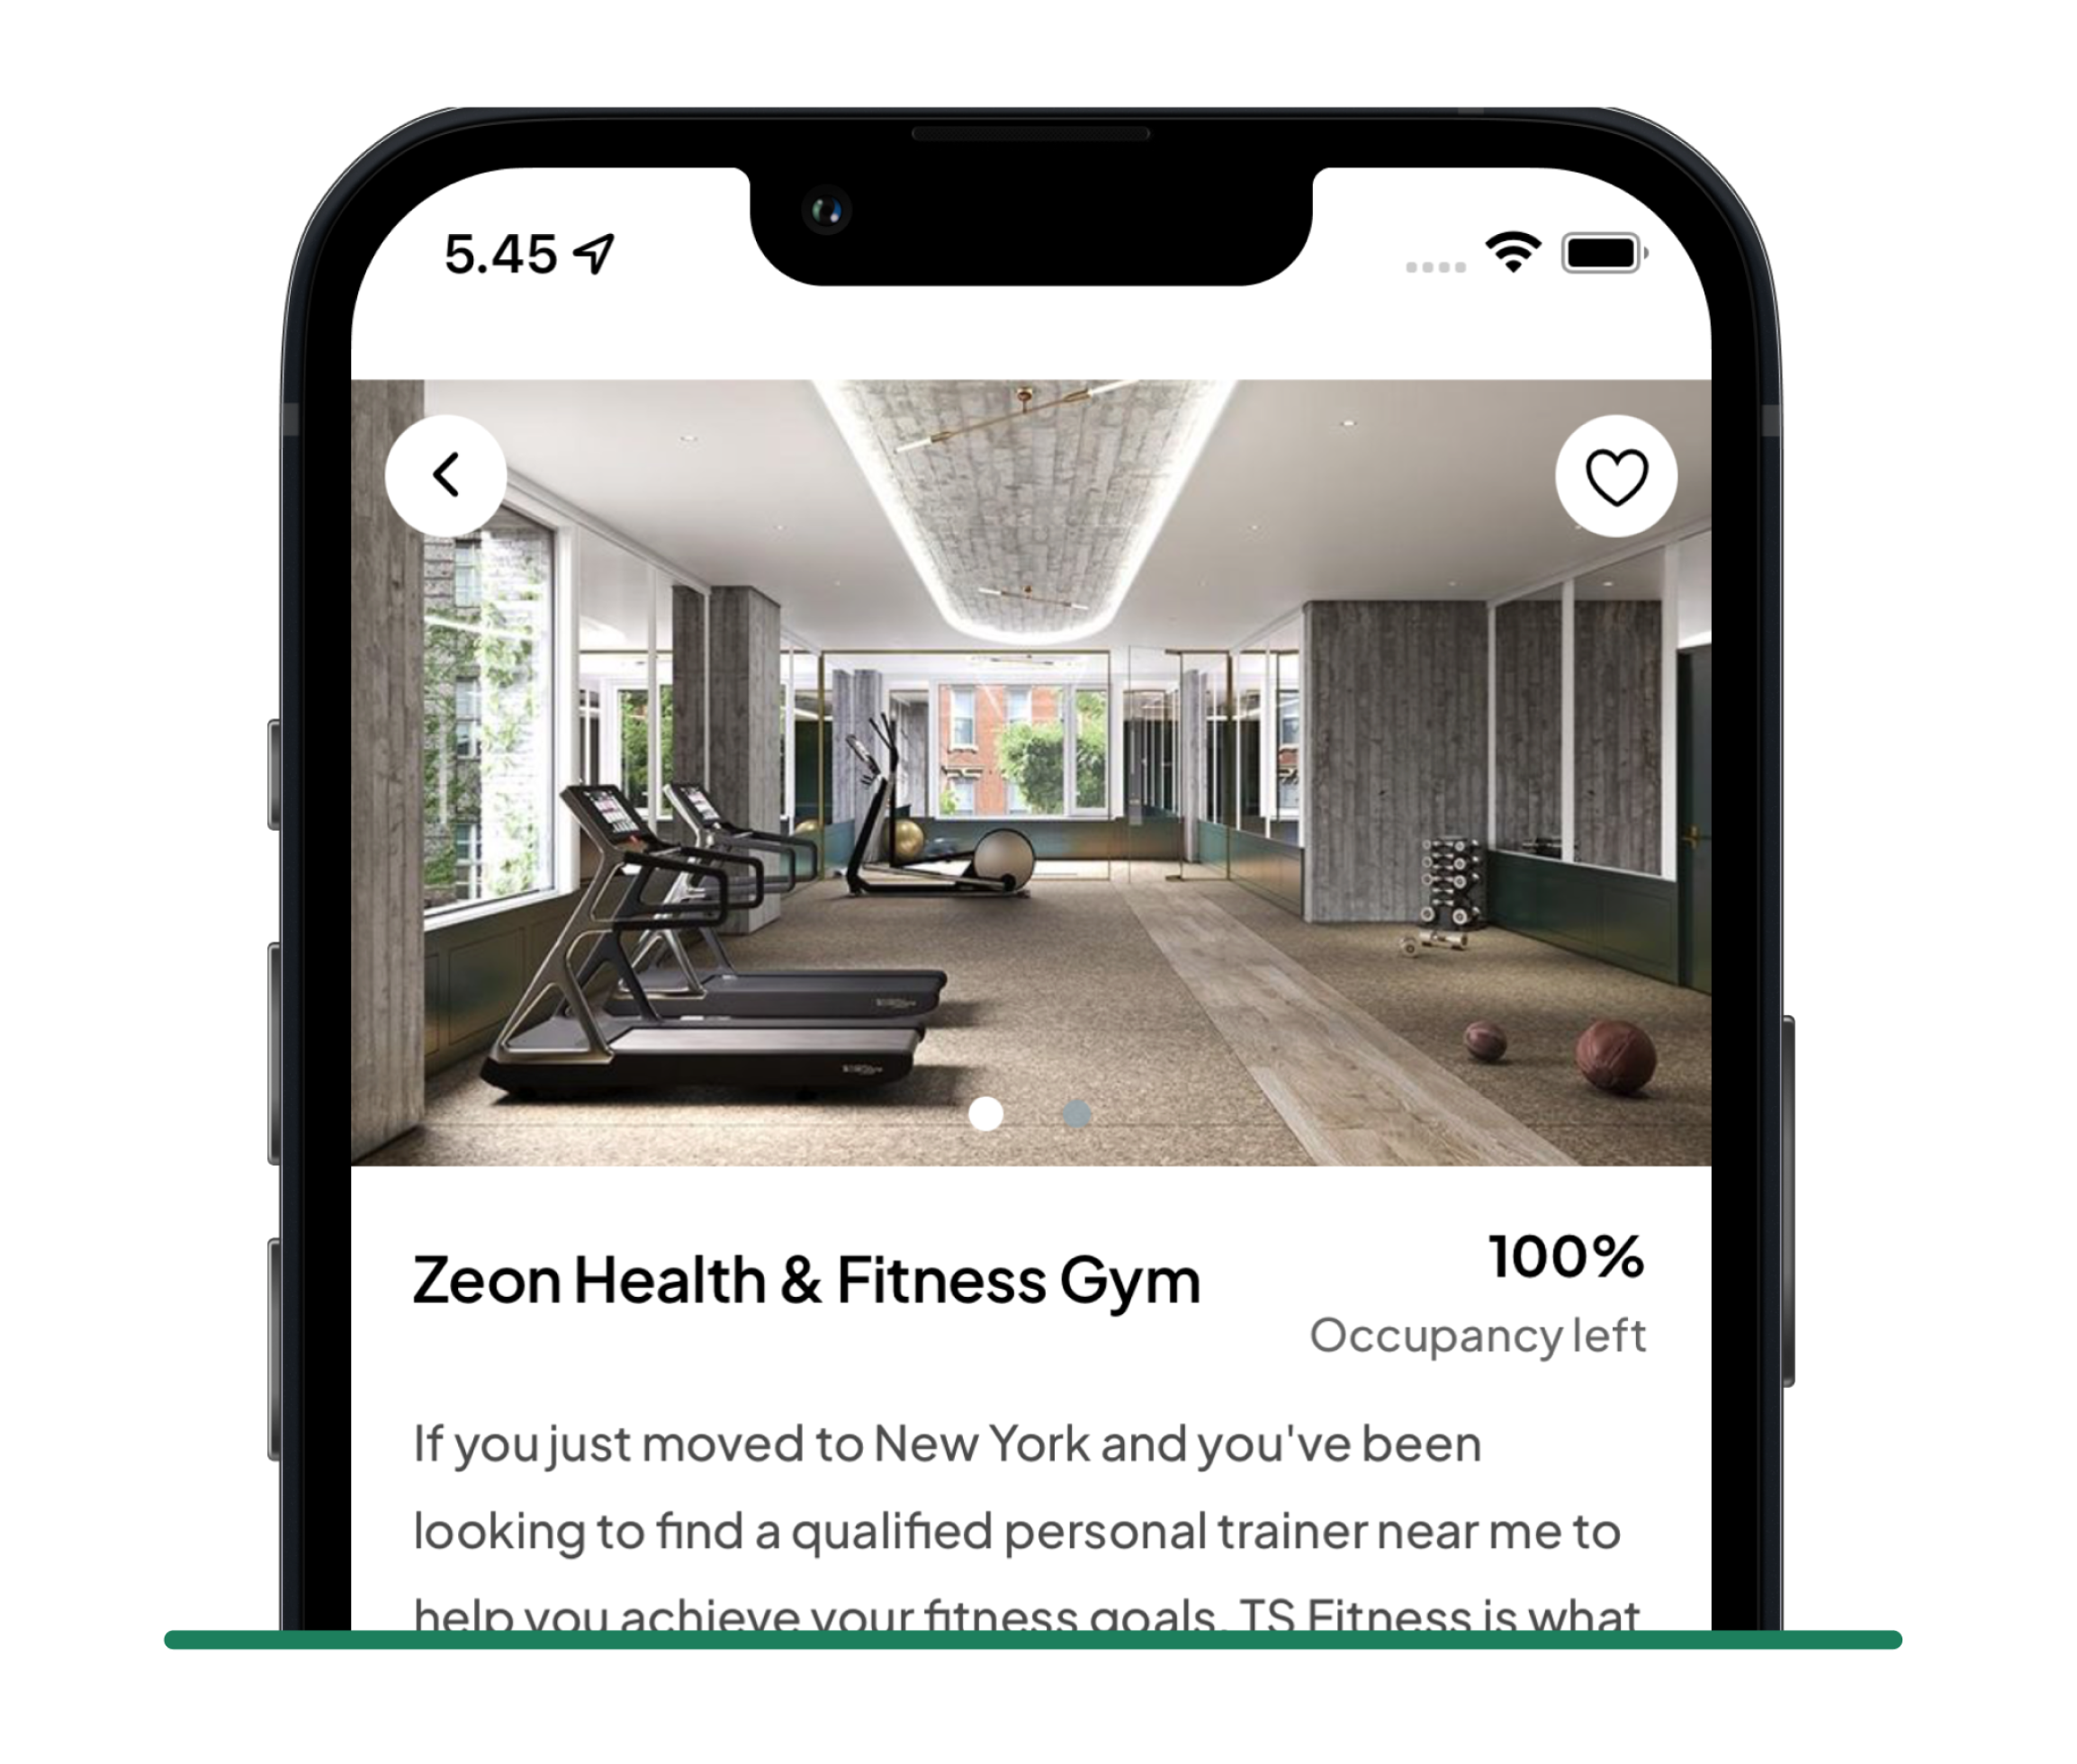 5.45
Zeon Health & Fitness Gym
100%
Occupancy left
If you just moved to New York and you've been
looking to find a qualified personal trainer near me to
help you achieve your fitness goals. TS Fitness is what